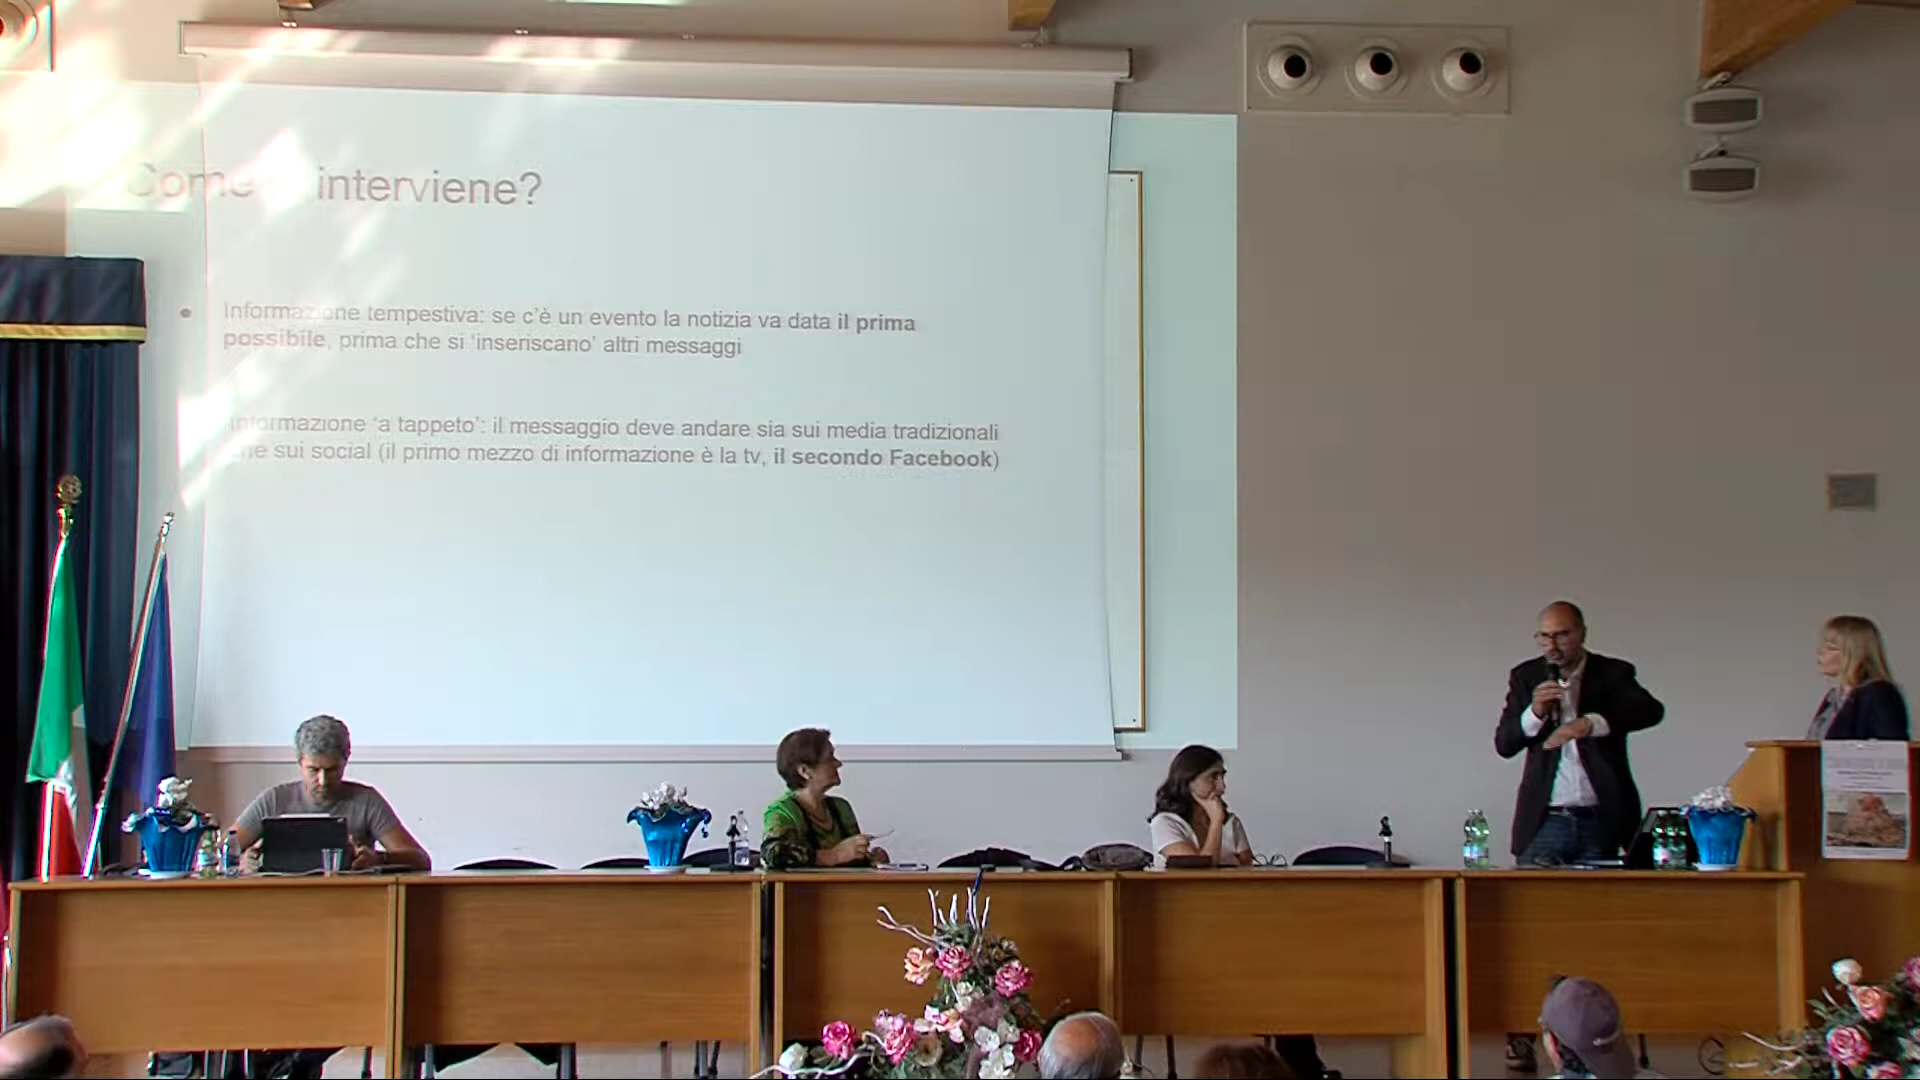 Come interviene?
• Informazione tempestiva: se c'è un evento la notizia va data il prima
possibile, prima che si 'inseriscano' altri messaggi
Informazione 'a tappeto': il messaggio deve andare sia sui media tradizionali
che sui social (il primo mezzo di informazione è la tv, il secondo Facebook)